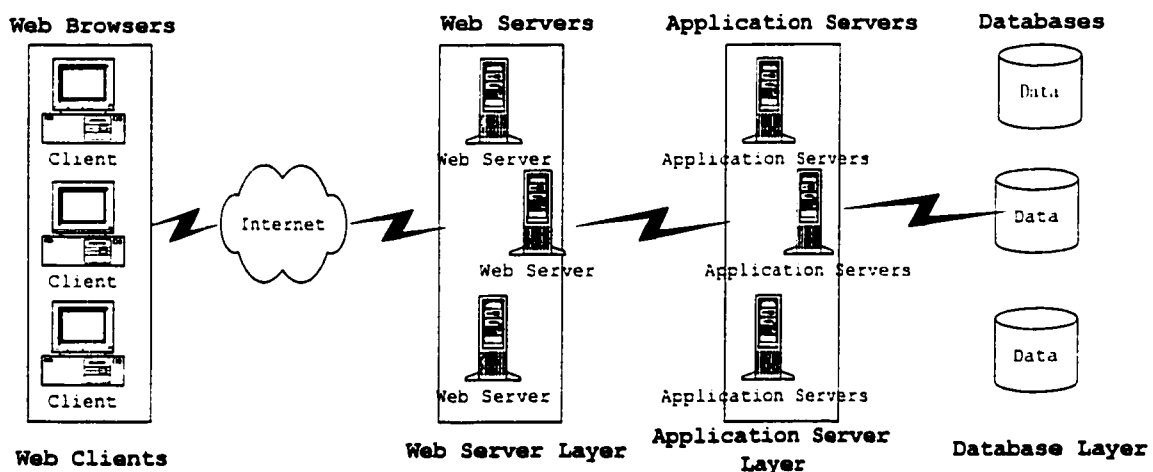 Web Browsers
Web Servers
Application Servers
Databases
Client
Web Server
Application Servers
Data
Internet
Client
Web Server
Application Servers
Data
Client
Web Server
Application Servers
Data
Web Clients
Web Server Layer
Application Server
Layer
Database Layer